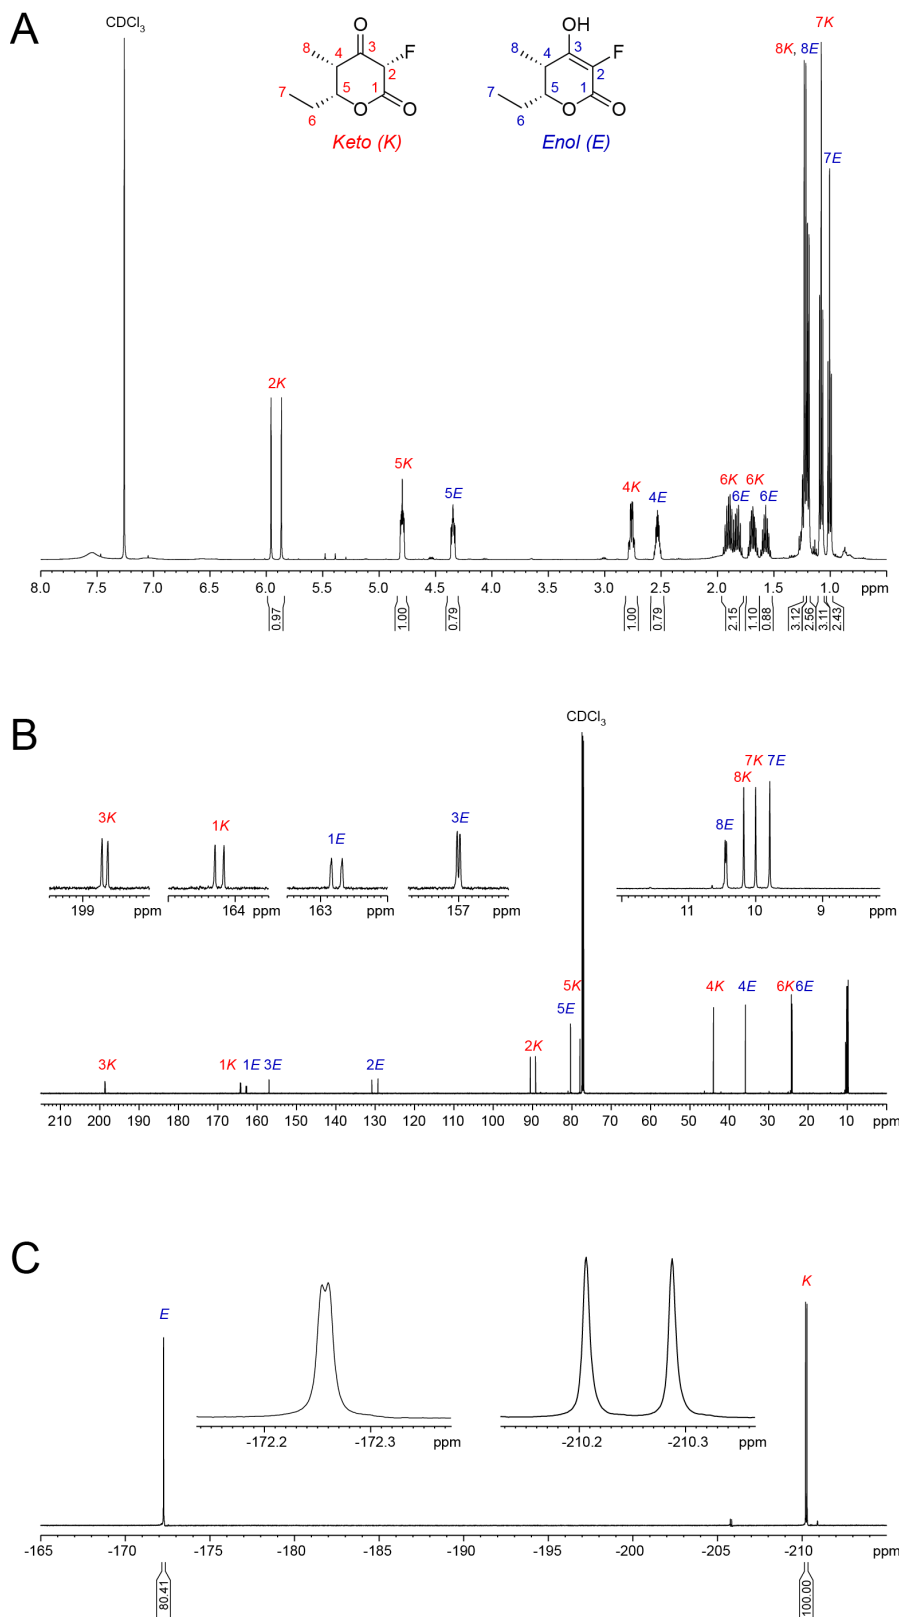 A
CDCl3
7K
8K, 8E
7E
OH
O
8 4 3 F
2
5 1
7 O O
6
Keto (K)
8 4 3 F
2
5 1
7 O O
6
Enol (E)
2K
5K
5E
4K
4E
6K
6E
6K
6E
8.0 7.5 7.0 6.5 6.0 5.5 5.0 4.5 4.0 3.5 3.0 2.5 2.0 1.5 1.0 ppm
0.97 1.00 0.79 1.00 0.79 2.15 1.10 0.88 3.12 2.56 3.11 2.43
B
CDCl3
7K 7E
8K
8E
3K
1K
1E
3E
199 ppm
164 ppm
163 ppm
157 ppm
11 10 9 ppm
5K
5E
4K 4E 6K 6E
3K 1K 1E 3E 2E 2K
210 200 190 180 170 160 150 140 130 120 110 100 90 80 70 60 50 40 30 20 10 ppm
C
E
K
-172.2 -172.3 ppm
-210.2 -210.3 ppm
-165 -170 -175 -180 -185 -190 -195 -200 -205 -210 ppm
80.41 100.00